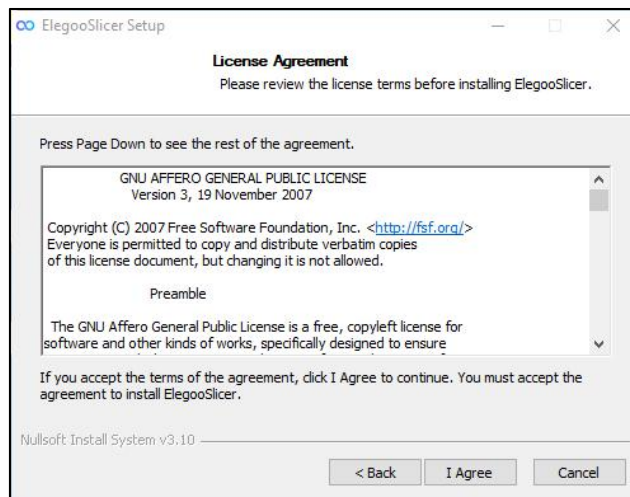 ElegooSlicer Setup
License Agreement
Please review the license terms before installing ElegooSlicer.
Press Page Down to see the rest of the agreement.
GNU AFFERO GENERAL PUBLIC LICENSE
Version 3, 19 November 2007
Copyright (C) 2007 Free Software Foundation, Inc. <http://fsf.org/>
Everyone is permitted to copy and distribute verbatim copies
of this license document, but changing it is not allowed.
Preamble
The GNU Affero General Public License is a free, copyleft license for
software and other kinds of works, specifically designed to ensure
If you accept the terms of the agreement, click I Agree to continue. You must accept the
agreement to install ElegooSlicer.
Nullsoft Install System v3.10
< Back I Agree Cancel